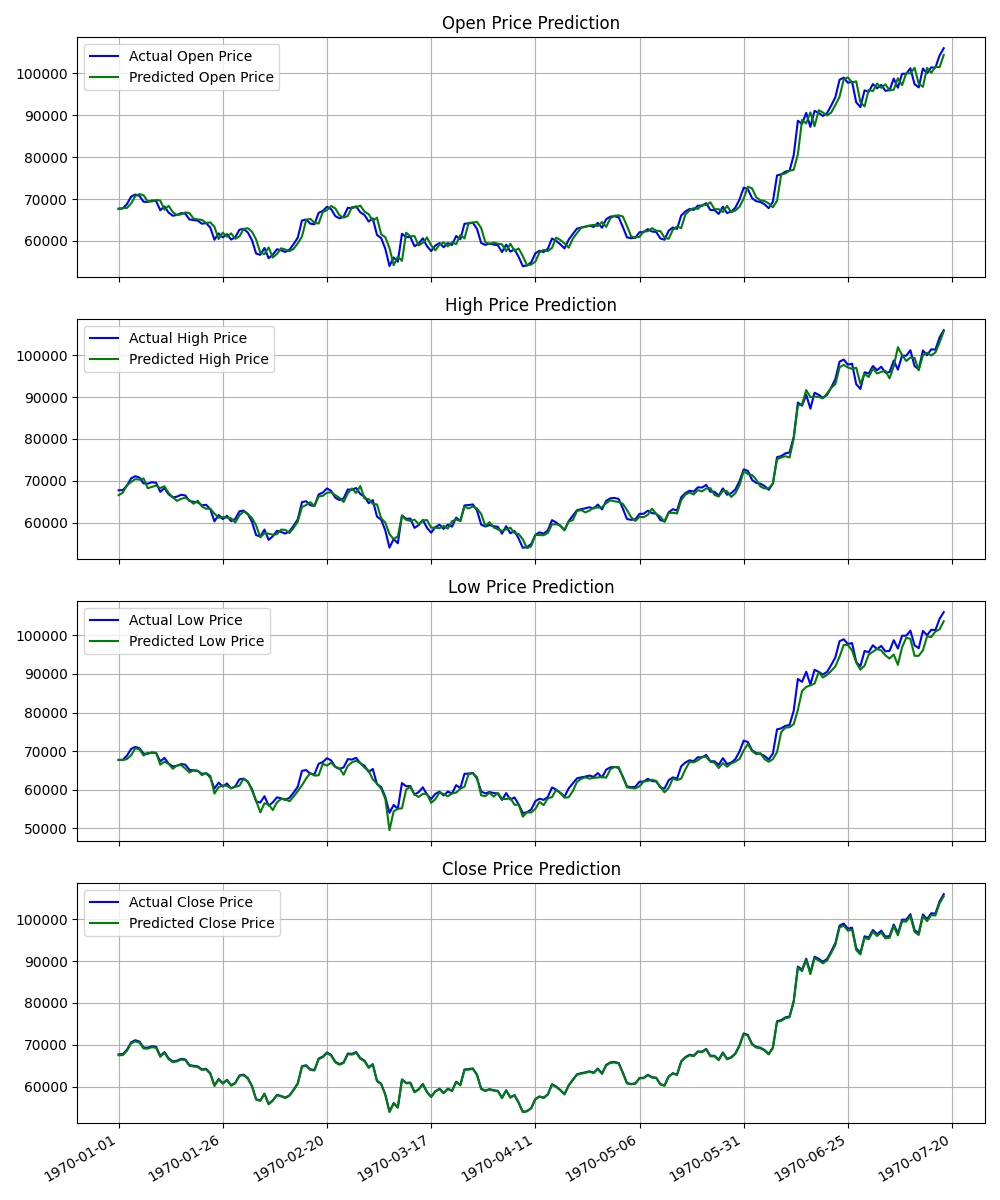 Open Price Prediction
Actual Open Price
Predicted Open Price
100000
90000
80000
70000
60000
High Price Prediction
Actual High Price
Predicted High Price
100000
90000
80000
70000
60000
Low Price Prediction
Actual Low Price
Predicted Low Price
100000
90000
80000
70000
60000
50000
Close Price Prediction
Actual Close Price
Predicted Close Price
100000
90000
80000
70000
60000
1970-01-01
1970-01-26
1970-02-20
1970-03-17
1970-04-11
1970-05-06
1970-05-31
1970-06-25
1970-07-20